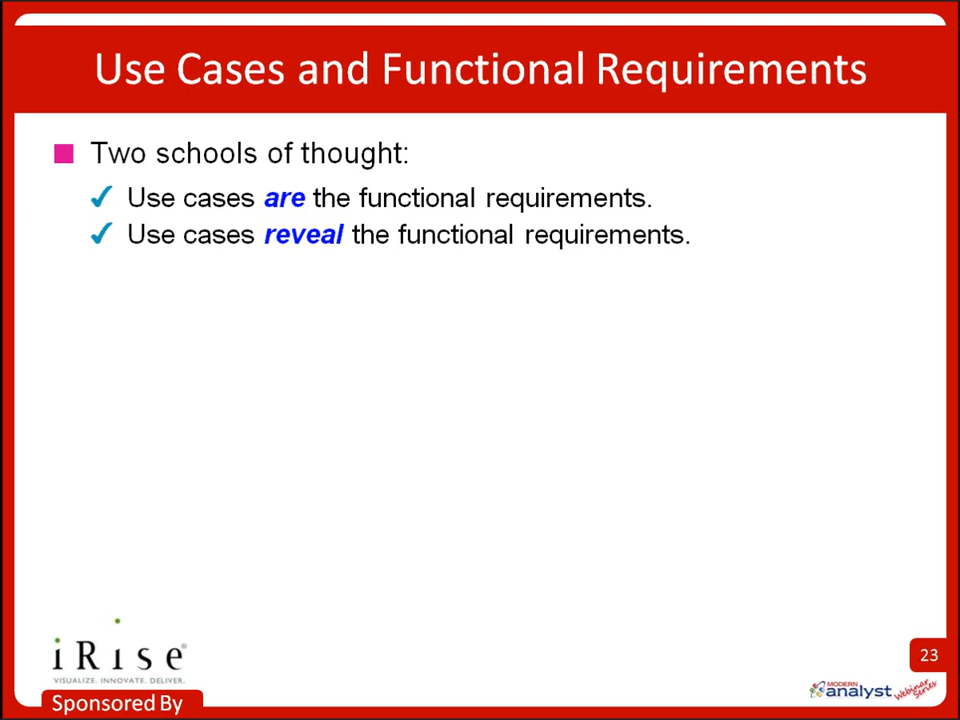 Use Cases and Functional Requirements
Two schools of thought:
Use cases are the functional requirements.
Use cases reveal the functional requirements.
iRise®
VISUALIZE. INNOVATE. DELIVER.
Sponsored By
23
MODERN
analyst Webinar
Series